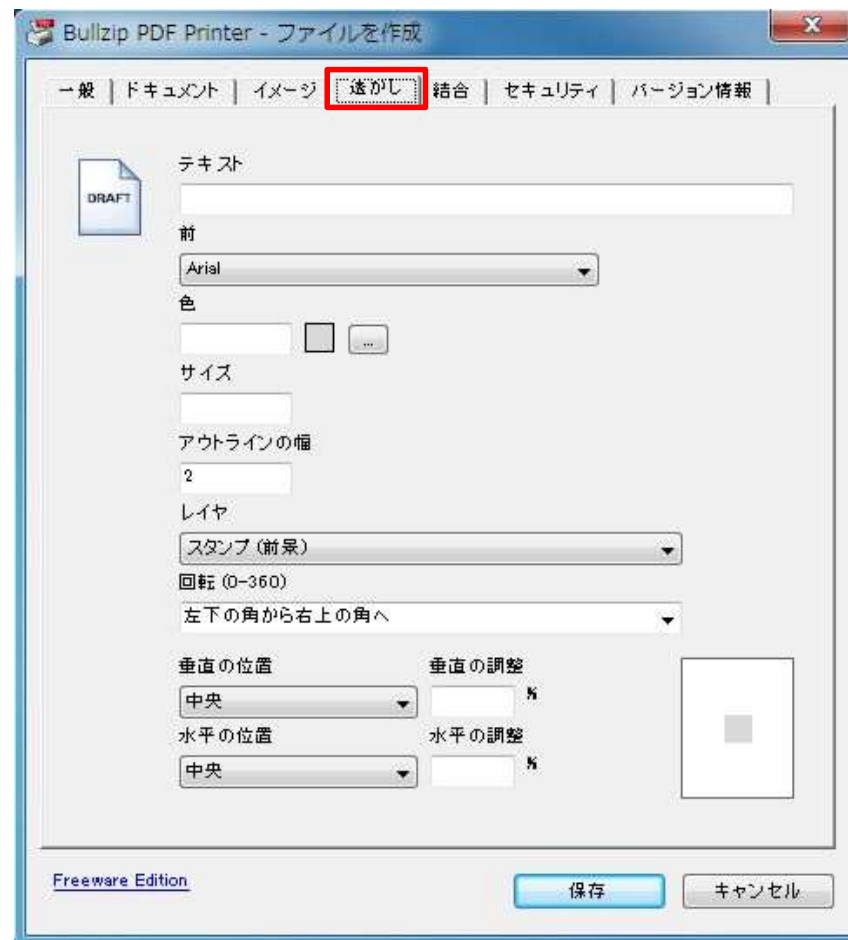 Bullzip PDF Printer - ファイルを作成
一般 | ドキュメント | イメージ 透かし 結合 | セキュリティ | バージョン情報 |
DRAFT
テキスト
前
Arial
色
...
サイズ
アウトラインの幅
2
レイヤ
スタンプ (前景)
回転 (0-360)
左下の角から右上の角へ
垂直の位置 垂直の調整
中央 %
水平の位置 水平の調整
中央 %
Freeware Edition
保存 キャンセル